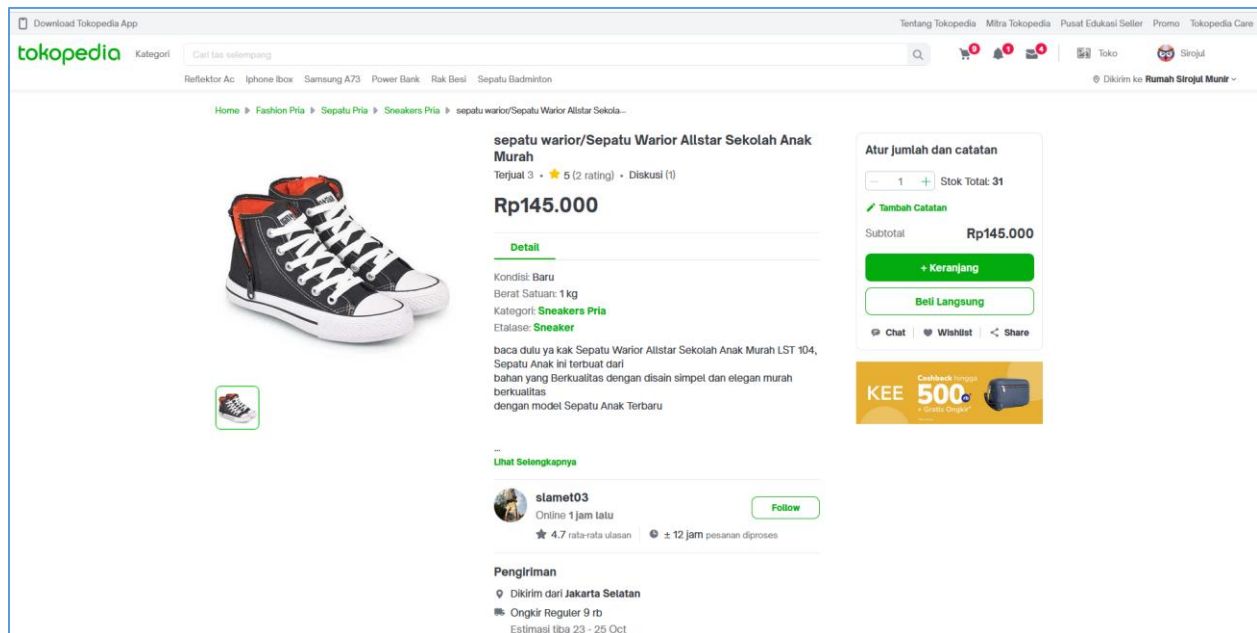 Download Tokopedia App
Tentang Tokopedia Mitra Tokopedia Pusat Edukasi Seller Promo Tokopedia Care
tokopedia Kategori Cari tas selempang 9 1 4 Toko Sirojul
Reflektor Ac Iphone Ibox Samsung A73 Power Bank Rak Besi Sepatu Badminton
Dikirim ke Rumah Sirojul Munir
Home Fashion Pria Sepatu Pria Sneakers Pria sepatu warior/Sepatu Warior Allstar Sekola...
sepatu warior/Sepatu Warior Allstar Sekolah Anak
Murah
Terjual 3 • 5 (2 rating) • Diskusi (1)
Rp145.000
Detail
Kondisi: Baru
Berat Satuan: 1 kg
Kategori: Sneakers Pria
Etalase: Sneaker
baca dulu ya kak Sepatu Warior Allstar Sekolah Anak Murah LST 104,
Sepatu Anak ini terbuat dari
bahan yang Berkualitas dengan disain simpel dan elegan murah
berkualitas
dengan model Sepatu Anak Terbaru
...
Lihat Selengkapnya
slamet03
Online 1 jam lalu
Follow
4.7 rata-rata ulasan ± 12 jam pesanan diproses
Pengiriman
Dikirim dari Jakarta Selatan
Ongkir Reguler 9 rb
Estimasi tiba 23 - 25 Oct
Atur jumlah dan catatan
- 1 + Stok Total: 31
Tambah Catatan
Subtotal Rp145.000
+ Keranjang
Beli Langsung
Chat Wishlist Share
KEE
Cashback hingga
500
+ Gratis Ongkir*